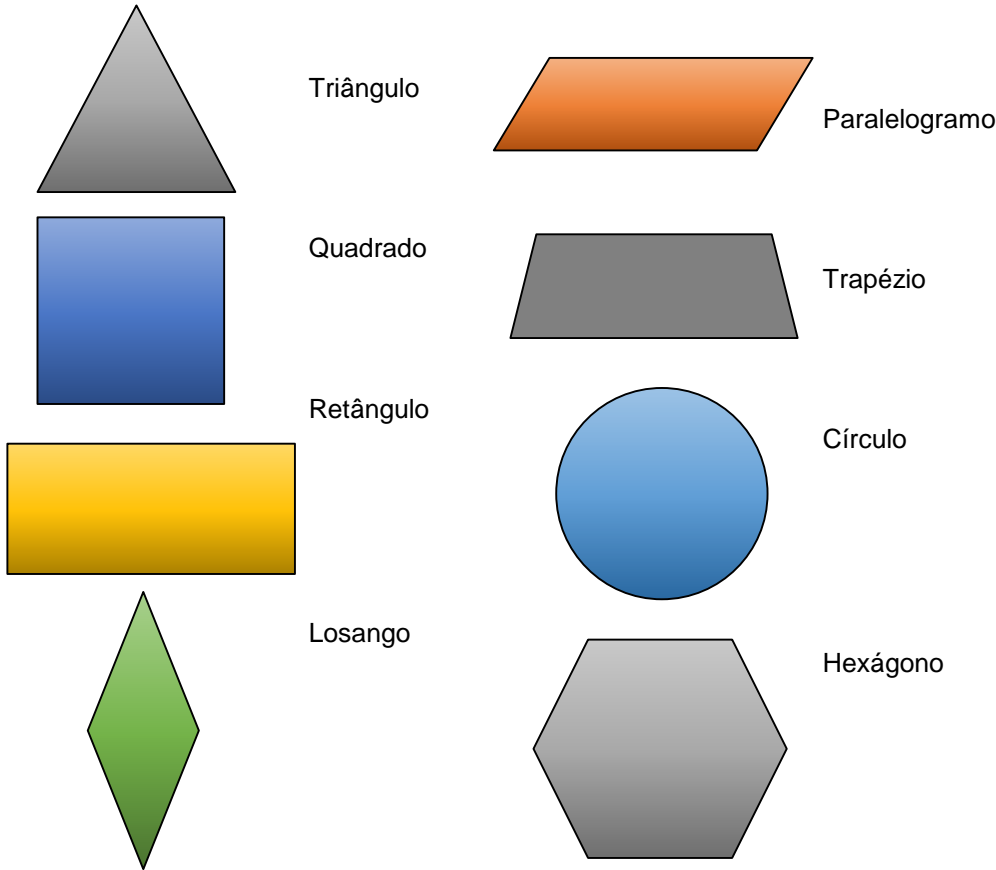 Triângulo
Quadrado
Retângulo
Losango
Paralelogramo
Trapézio
Círculo
Hexágono